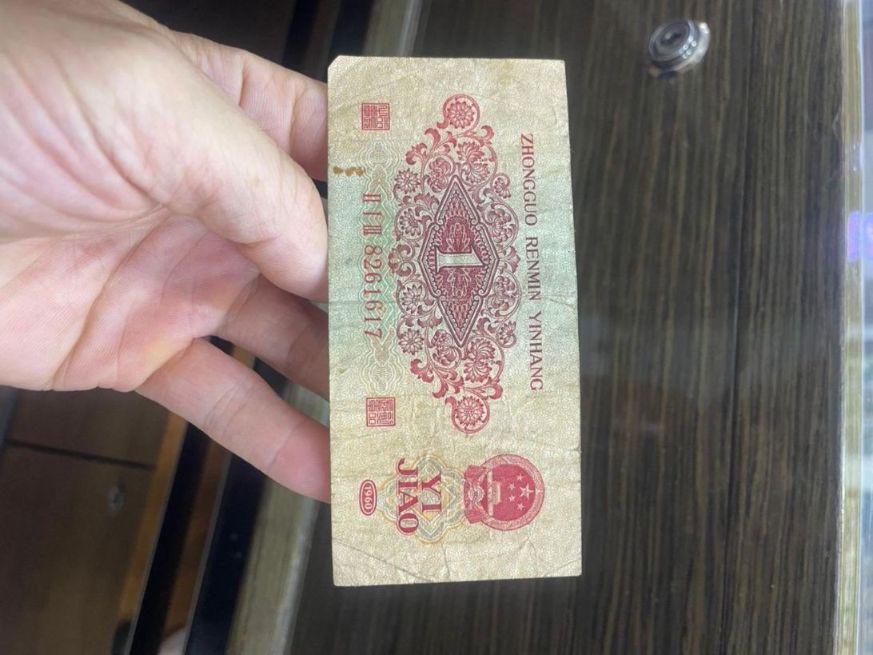 ZHONGGUO RENMIN YINHANG
1
II I III 8261617
YI
JIAO
1960